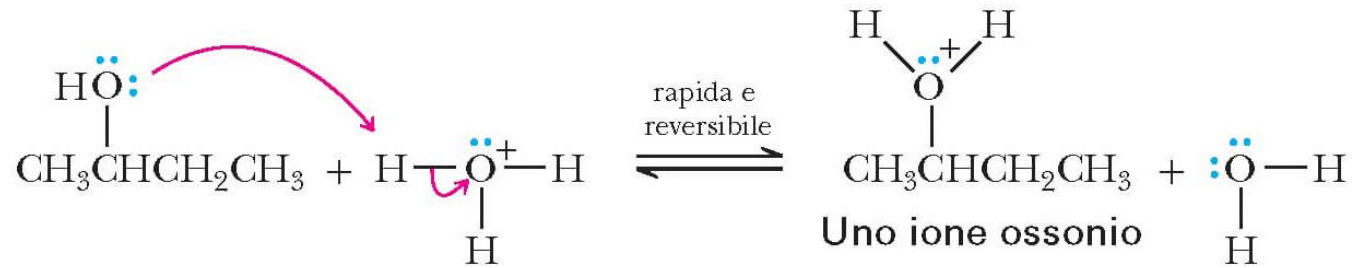 H H
HO O +
rapida e
reversibile
CH₃CHCH₂CH₃ + H—O⁺—H CH₃CHCH₂CH₃ + O—H
H Uno ione ossonio H